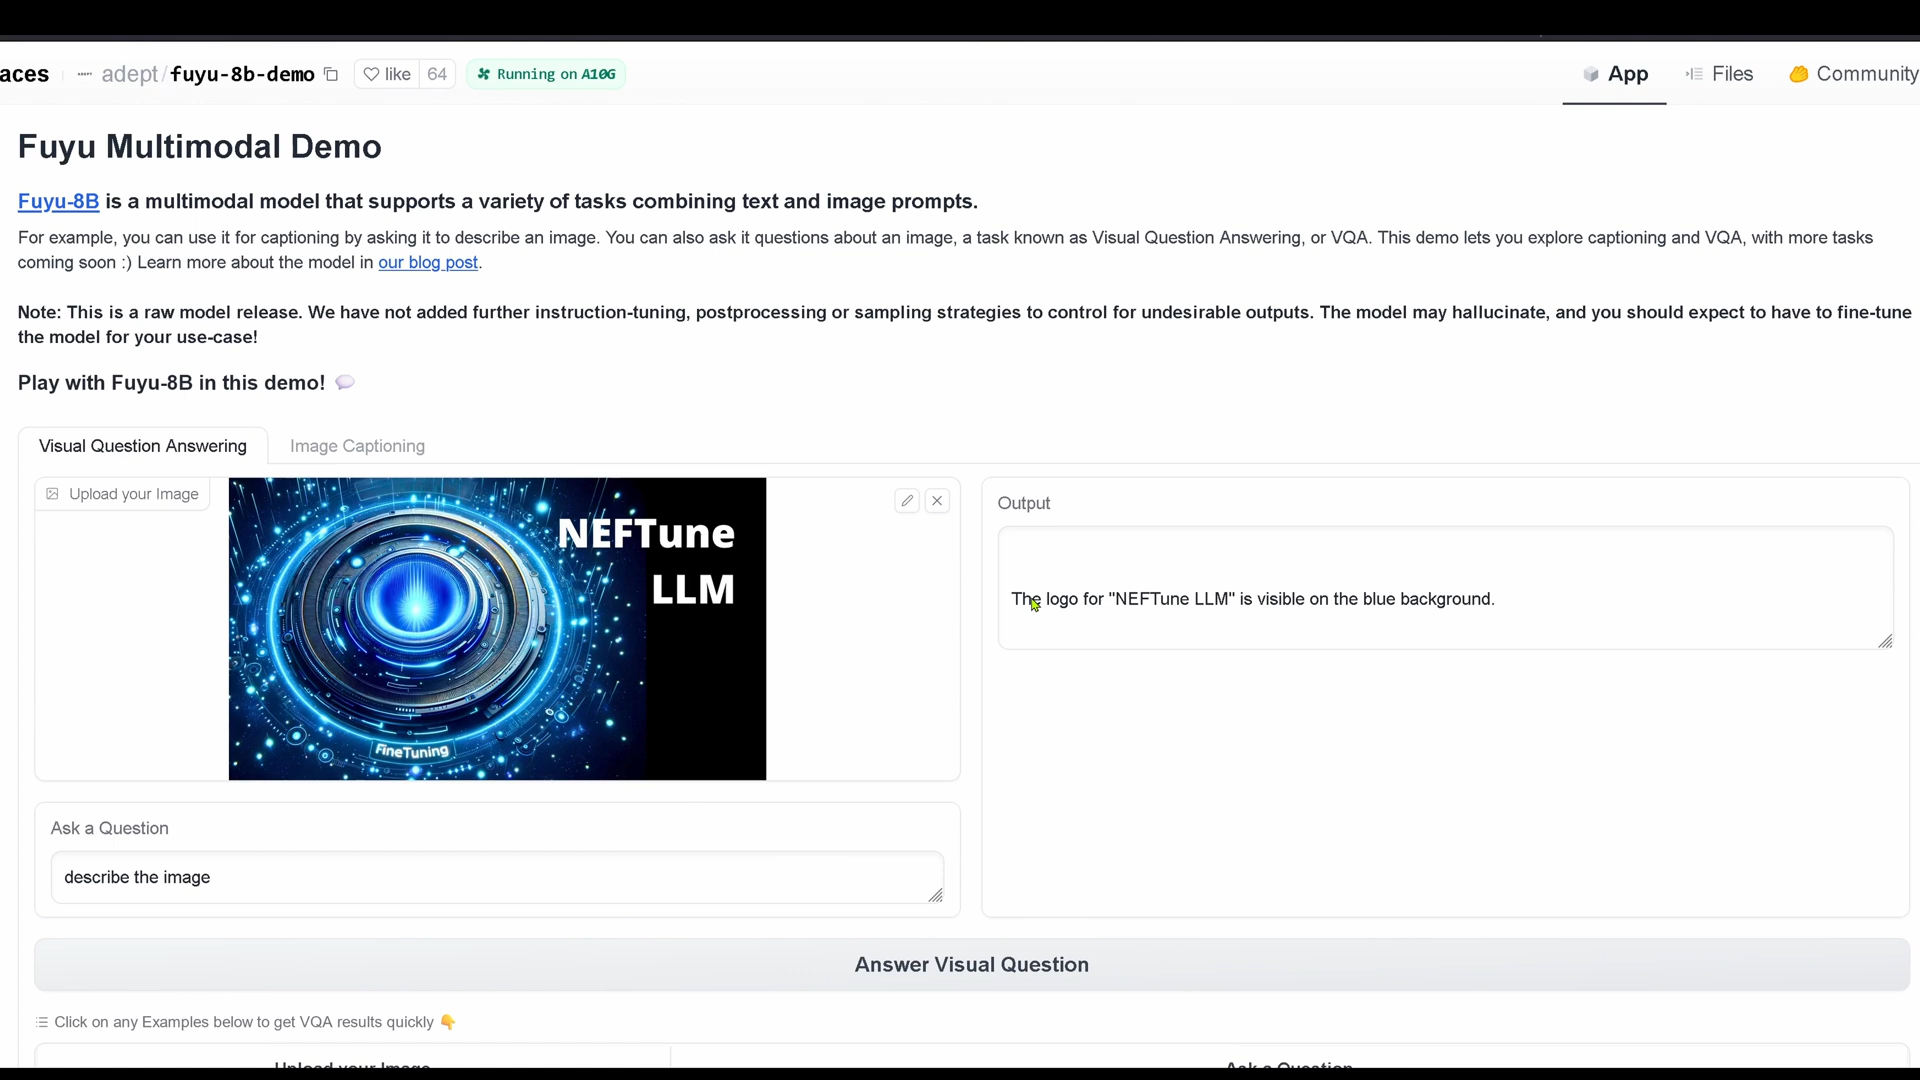 aces adept/fuyu-8b-demo like 64 Running on A10G App Files Community
Fuyu Multimodal Demo
Fuyu-8B is a multimodal model that supports a variety of tasks combining text and image prompts.
For example, you can use it for captioning by asking it to describe an image. You can also ask it questions about an image, a task known as Visual Question Answering, or VQA. This demo lets you explore captioning and VQA, with more tasks
coming soon :) Learn more about the model in our blog post.
Note: This is a raw model release. We have not added further instruction-tuning, postprocessing or sampling strategies to control for undesirable outputs. The model may hallucinate, and you should expect to have to fine-tune
the model for your use-case!
Play with Fuyu-8B in this demo!
Visual Question Answering Image Captioning
Upload your Image
NEFTune
LLM
FineTuning
Output
The logo for "NEFTune LLM" is visible on the blue background.
Ask a Question
describe the image
Answer Visual Question
Click on any Examples below to get VQA results quickly
Upload your Image Ask a Question